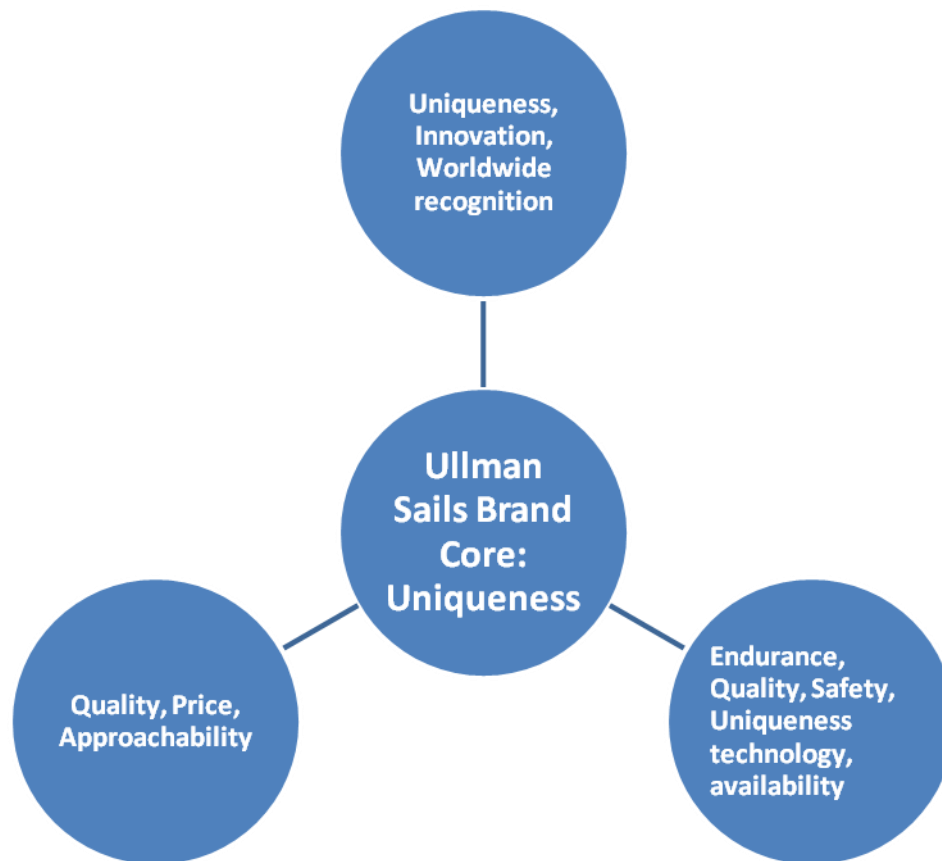 Uniqueness,
Innovation,
Worldwide
recognition
Ullman
Sails Brand
Core:
Uniqueness
Quality, Price,
Approachability
Endurance,
Quality, Safety,
Uniqueness
technology,
availability